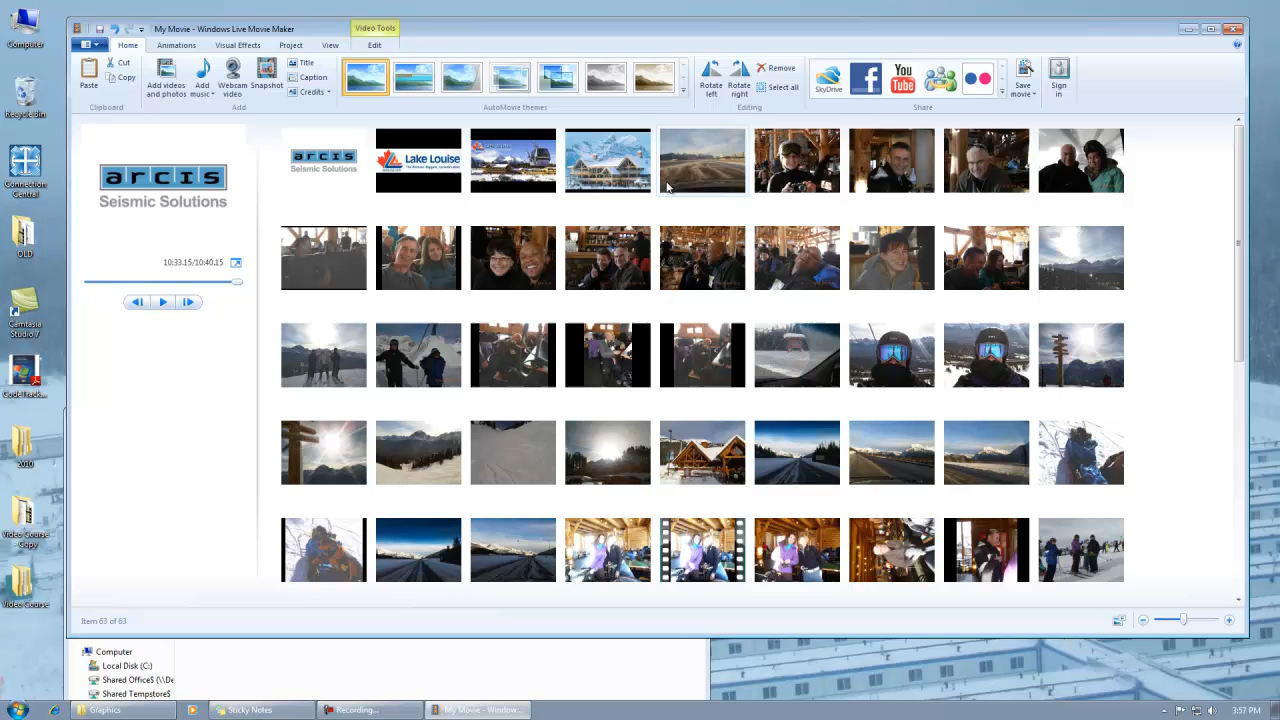 Computer
Recycle Bin
Connection
Central
OLD
Camtasia
Studio 7
CodeTrack...
2010
Video Course
- Copy
Video Course
My Movie - Windows Live Movie Maker
Video Tools
Home
Animations
Visual Effects
Project
View
Edit
Paste
Cut
Copy
Clipboard
Add videos
and photos
Add
music
Webcam
video
Snapshot
Title
Caption
Credits
Add
AutoMovie themes
Rotate
left
Rotate
right
Remove
Select all
Editing
SkyDrive
You
Tube
Share
Save
movie
Sign
in
arcis
Seismic Solutions
10:33.15/10:40.15
arcis
Seismic Solutions
Lake Louise
Item 63 of 63
Computer
Local Disk (C:)
Shared Office$ (\\De
Shared Tempstore$
Graphics
Sticky Notes
Recording...
My Movie - Window...
3:57 PM